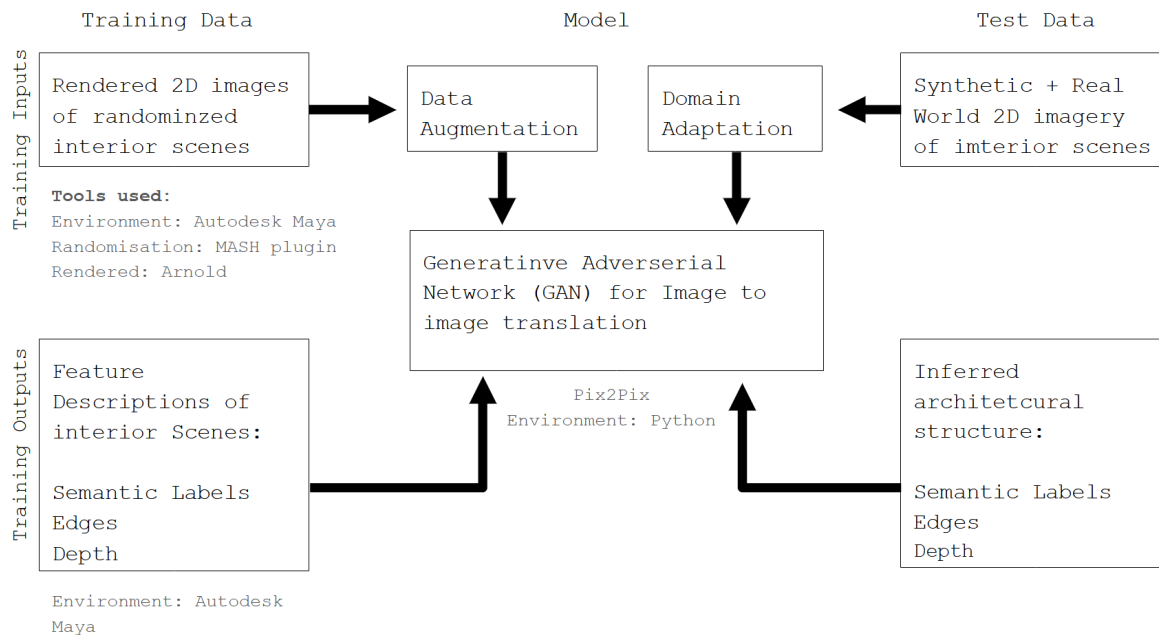 Training Data
Model
Test Data
Training Inputs
Rendered 2D images
of randominzed
interior scenes
Data
Augmentation
Domain
Adaptation
Synthetic + Real
World 2D imagery
of imterior scenes
Tools used:
Environment: Autodesk Maya
Randomisation: MASH plugin
Rendered: Arnold
Generatinve Adverserial
Network (GAN) for Image to
image translation
Pix2Pix
Environment: Python
Training Outputs
Feature
Descriptions of
interior Scenes:
Semantic Labels
Edges
Depth
Environment: Autodesk
Maya
Inferred
architetcural
structure:
Semantic Labels
Edges
Depth